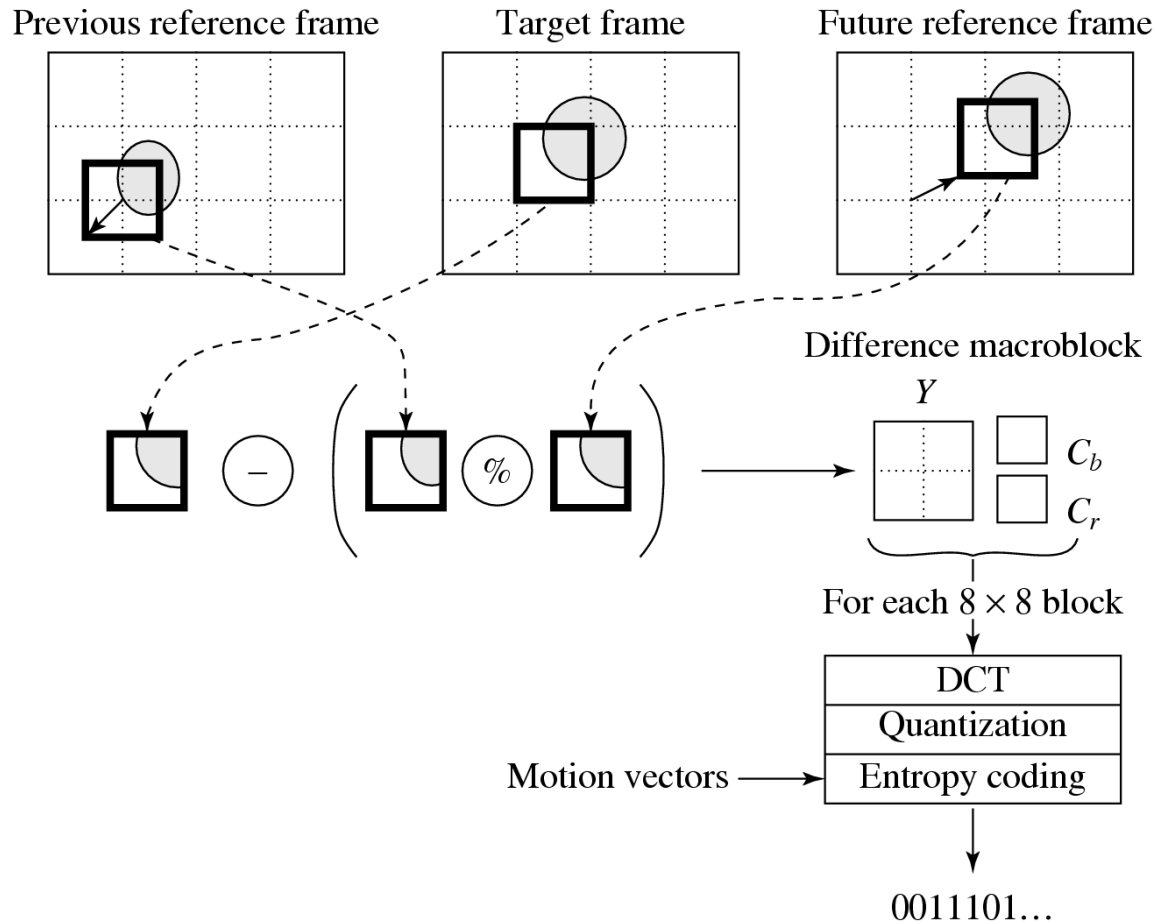 Previous reference frame
Target frame
Future reference frame
Difference macroblock
Y
C_b
C_r
−
%
For each 8 × 8 block
DCT
Quantization
Motion vectors
Entropy coding
0011101...